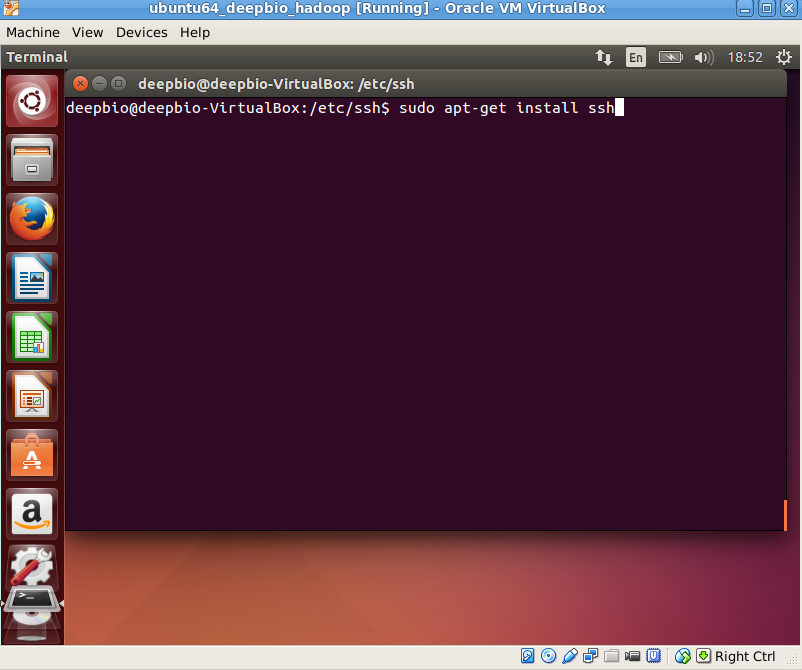 ubuntu64_deepbio_hadoop [Running] - Oracle VM VirtualBox
Machine View Devices Help
Terminal En 18:52
deepbio@deepbio-VirtualBox: /etc/ssh
deepbio@deepbio-VirtualBox:/etc/ssh$ sudo apt-get install ssh
A
a
>_
Right Ctrl